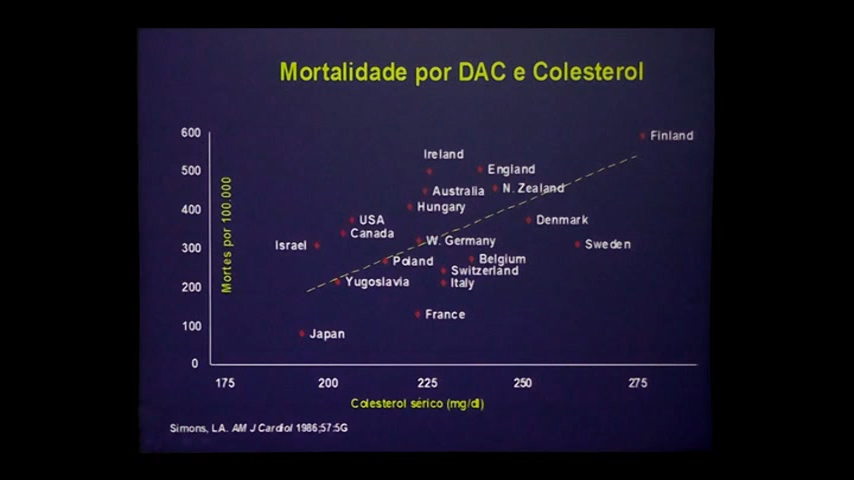 Mortalidade por DAC e Colesterol
600
500
400
300
200
100
0
Mortes por 100.000
Finland
Ireland
England
Australia
N. Zealand
Hungary
USA
Canada
Denmark
Israel
W. Germany
Sweden
Poland
Belgium
Switzerland
Yugoslavia
Italy
France
Japan
175 200 225 250 275
Colesterol sérico (mg/dl)
Simons, LA. AM J Cardiol 1986;57:5G